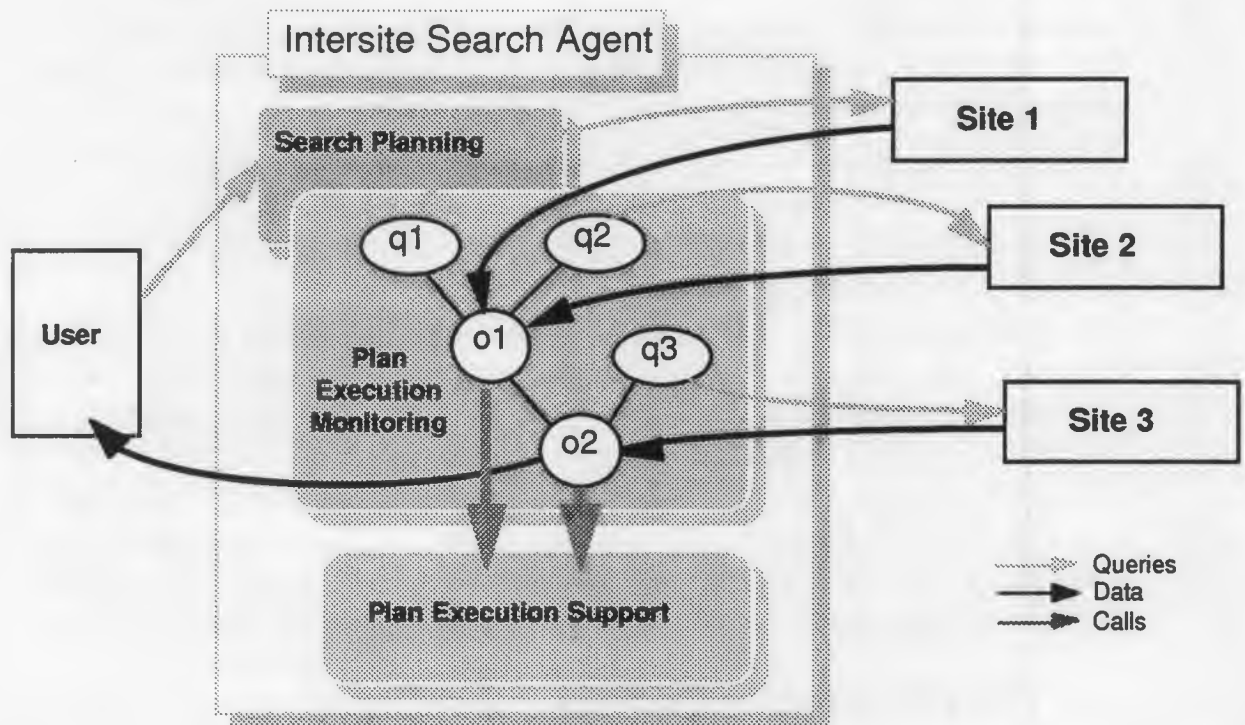 Intersite Search Agent
Search Planning
Site 1
q1
q2
Site 2
User
o1
q3
Plan
Execution
Monitoring
Site 3
o2
Queries
Data
Calls
Plan Execution Support